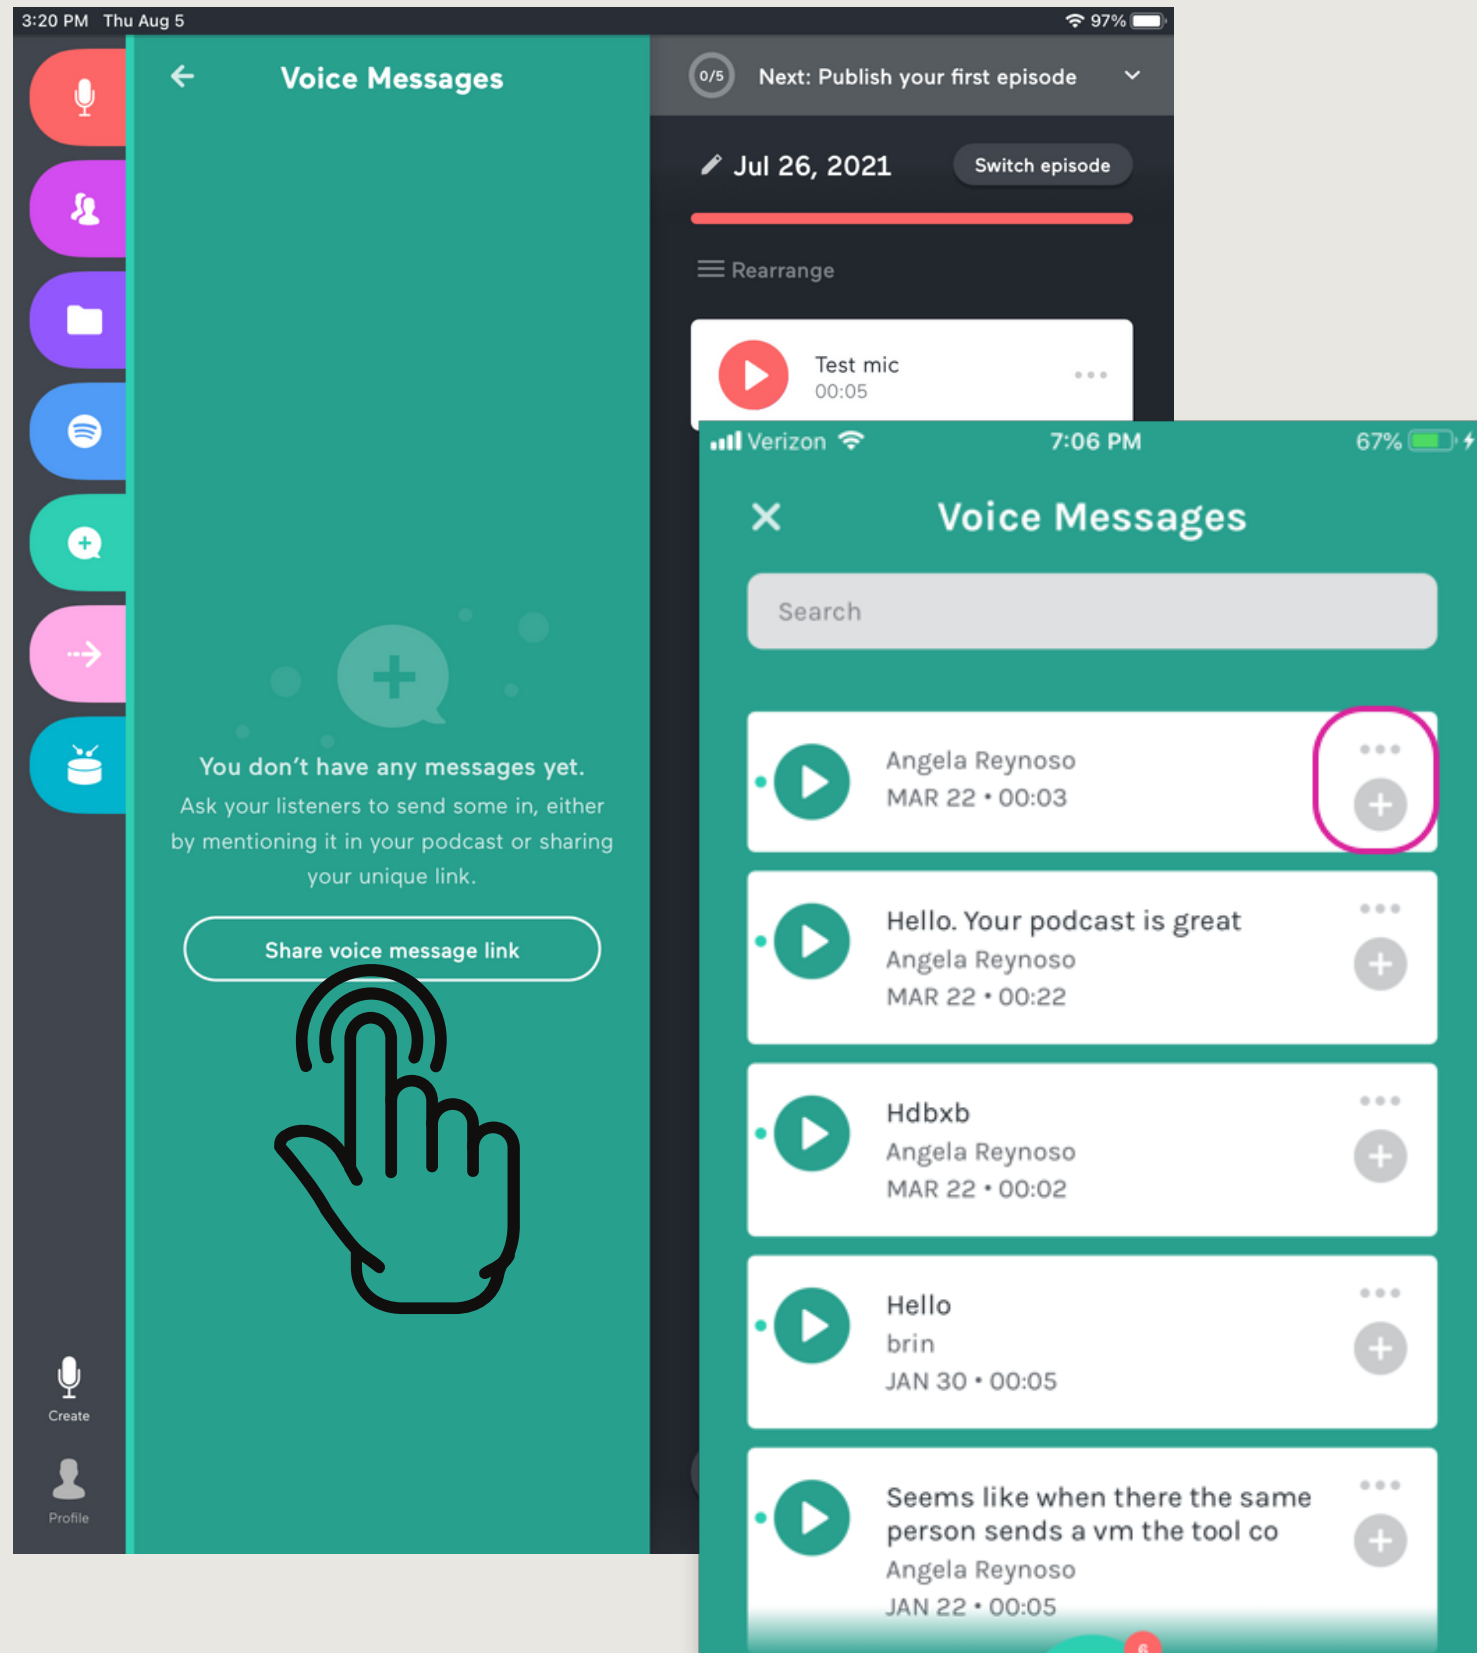 3:20 PM Thu Aug 5
97%
Voice Messages
0/5
Next: Publish your first episode
Jul 26, 2021
Switch episode
Rearrange
Test mic
00:05
You don't have any messages yet.
Ask your listeners to send some in, either
by mentioning it in your podcast or sharing
your unique link.
Share voice message link
Create
Profile
Verizon
7:06 PM
67%
Voice Messages
Search
Angela Reynoso
MAR 22 • 00:03
Hello. Your podcast is great
Angela Reynoso
MAR 22 • 00:22
Hdbxb
Angela Reynoso
MAR 22 • 00:02
Hello
brin
JAN 30 • 00:05
Seems like when there the same
person sends a vm the tool co
Angela Reynoso
JAN 22 • 00:05
6